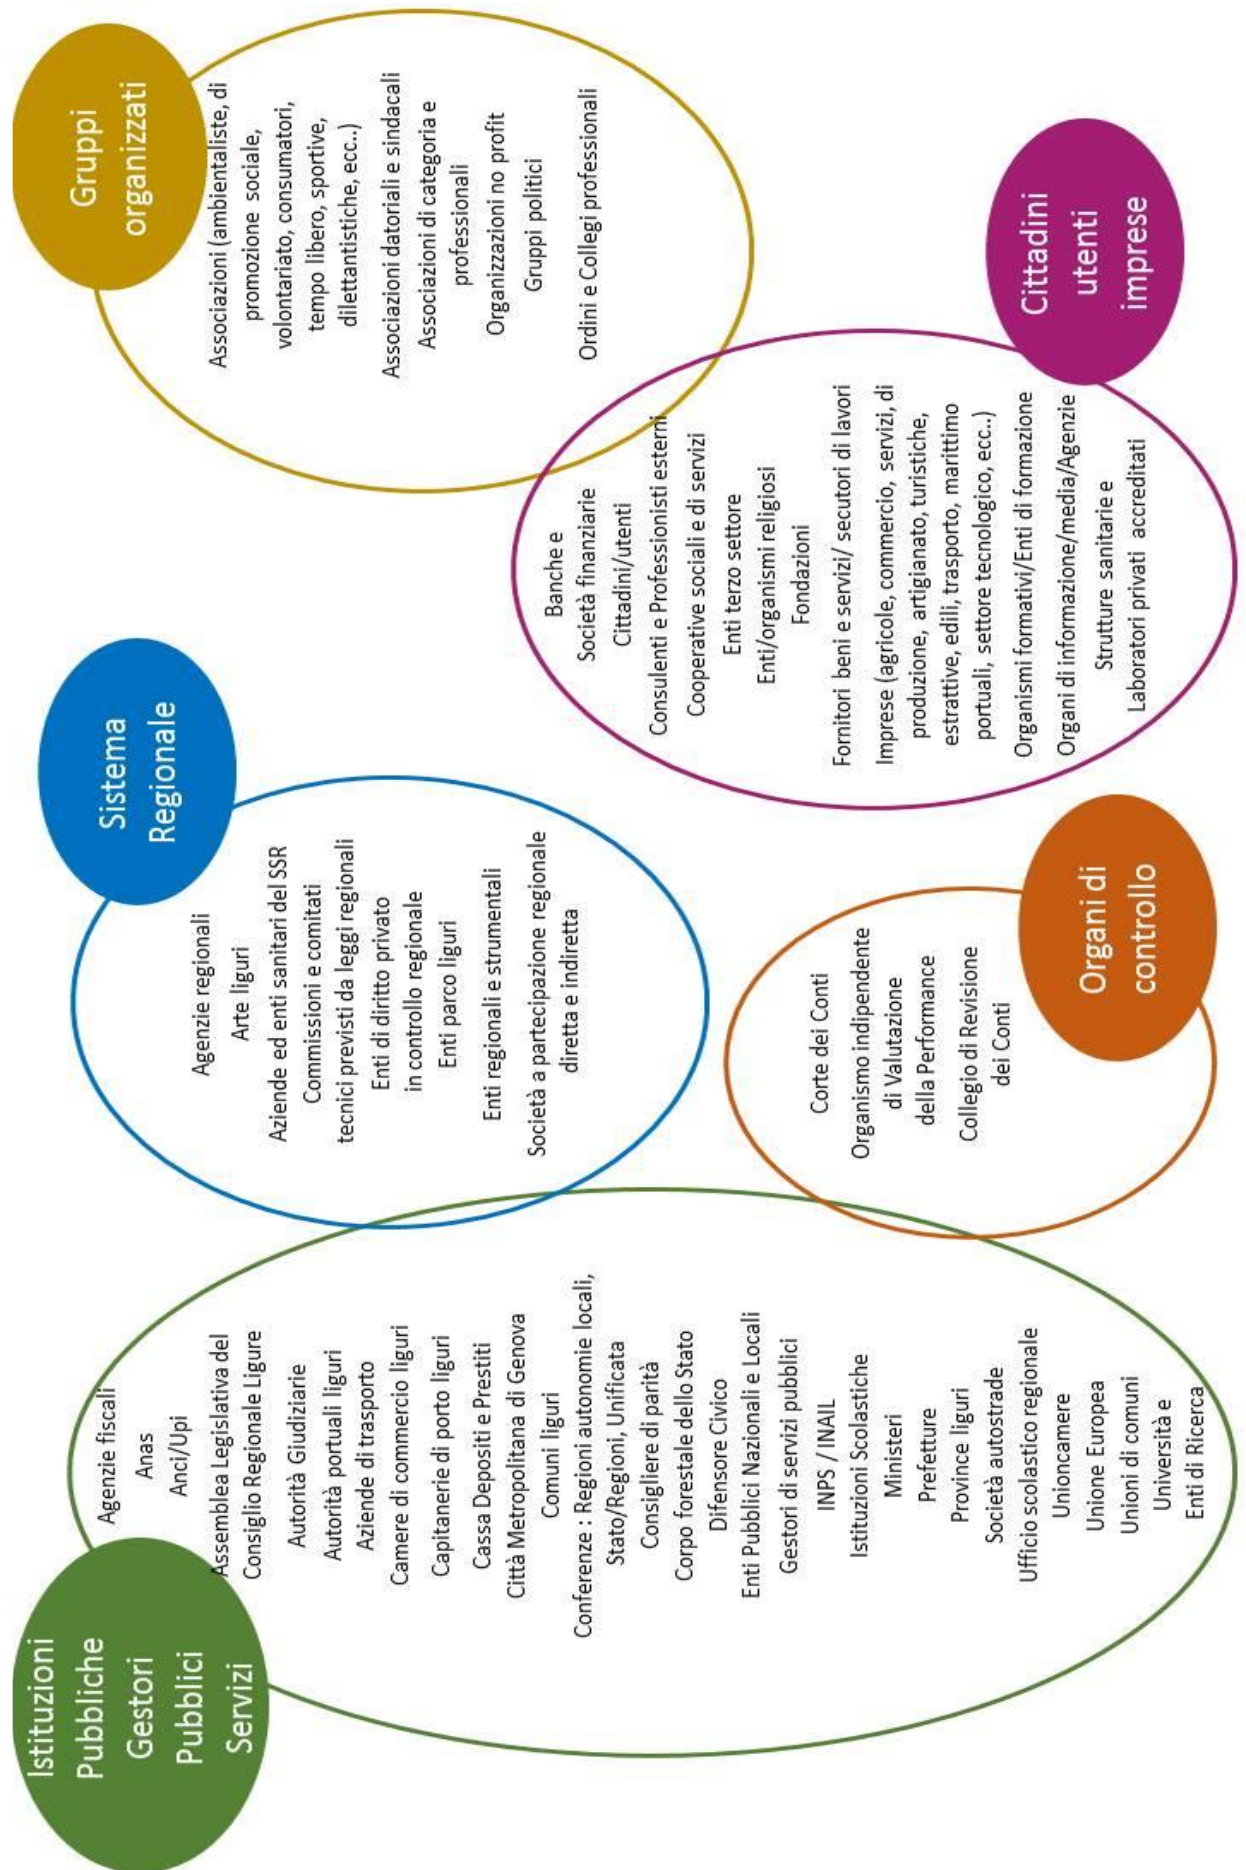 Istituzioni
Pubbliche
Gestori
Pubblici
Servizi
Agenzie fiscali
Anas
Anci/Upi
Assemblea Legislativa del
Consiglio Regionale Ligure
Autorità Giudiziarie
Autorità portuali liguri
Aziende di trasporto
Camere di commercio liguri
Capitanerie di porto liguri
Cassa Depositi e Prestiti
Città Metropolitana di Genova
Comuni liguri
Conferenze : Regioni autonomie locali,
Stato/Regioni, Unificata
Consigliere di parità
Corpo forestale dello Stato
Difensore Civico
Enti Pubblici Nazionali e Locali
Gestori di servizi pubblici
INPS / INAIL
Istituzioni Scolastiche
Ministeri
Prefetture
Province liguri
Società autostrade
Ufficio scolastico regionale
Unioncamere
Unione Europea
Unioni di comuni
Università e
Enti di Ricerca
Sistema
Regionale
Agenzie regionali
Arte liguri
Aziende ed enti sanitari del SSR
Commissioni e comitati
tecnici previsti da leggi regionali
Enti di diritto privato
in controllo regionale
Enti parco liguri
Enti regionali e strumentali
Società a partecipazione regionale
diretta e indiretta
Organi di
controllo
Corte dei Conti
Organismo indipendente
di Valutazione
della Performance
Collegio di Revisione
dei Conti
Gruppi
organizzati
Associazioni (ambientaliste, di
promozione sociale,
volontariato, consumatori,
tempo libero, sportive,
dilettantistiche, ecc..)
Associazioni datoriali e sindacali
Associazioni di categoria e
professionali
Organizzazioni no profit
Gruppi politici
Ordini e Collegi professionali
Cittadini
utenti
imprese
Banche e
Società finanziarie
Cittadini/utenti
Consulenti e Professionisti esterni
Cooperative sociali e di servizi
Enti terzo settore
Enti/organismi religiosi
Fondazioni
Fornitori beni e servizi/ secutori di lavori
Imprese (agricole, commercio, servizi, di
produzione, artigianato, turistiche,
estrattive, edili, trasporto, marittimo
portuali, settore tecnologico, ecc..)
Organismi formativi/Enti di formazione
Organi di informazione/media/Agenzie
Strutture sanitarie e
Laboratori privati accreditati